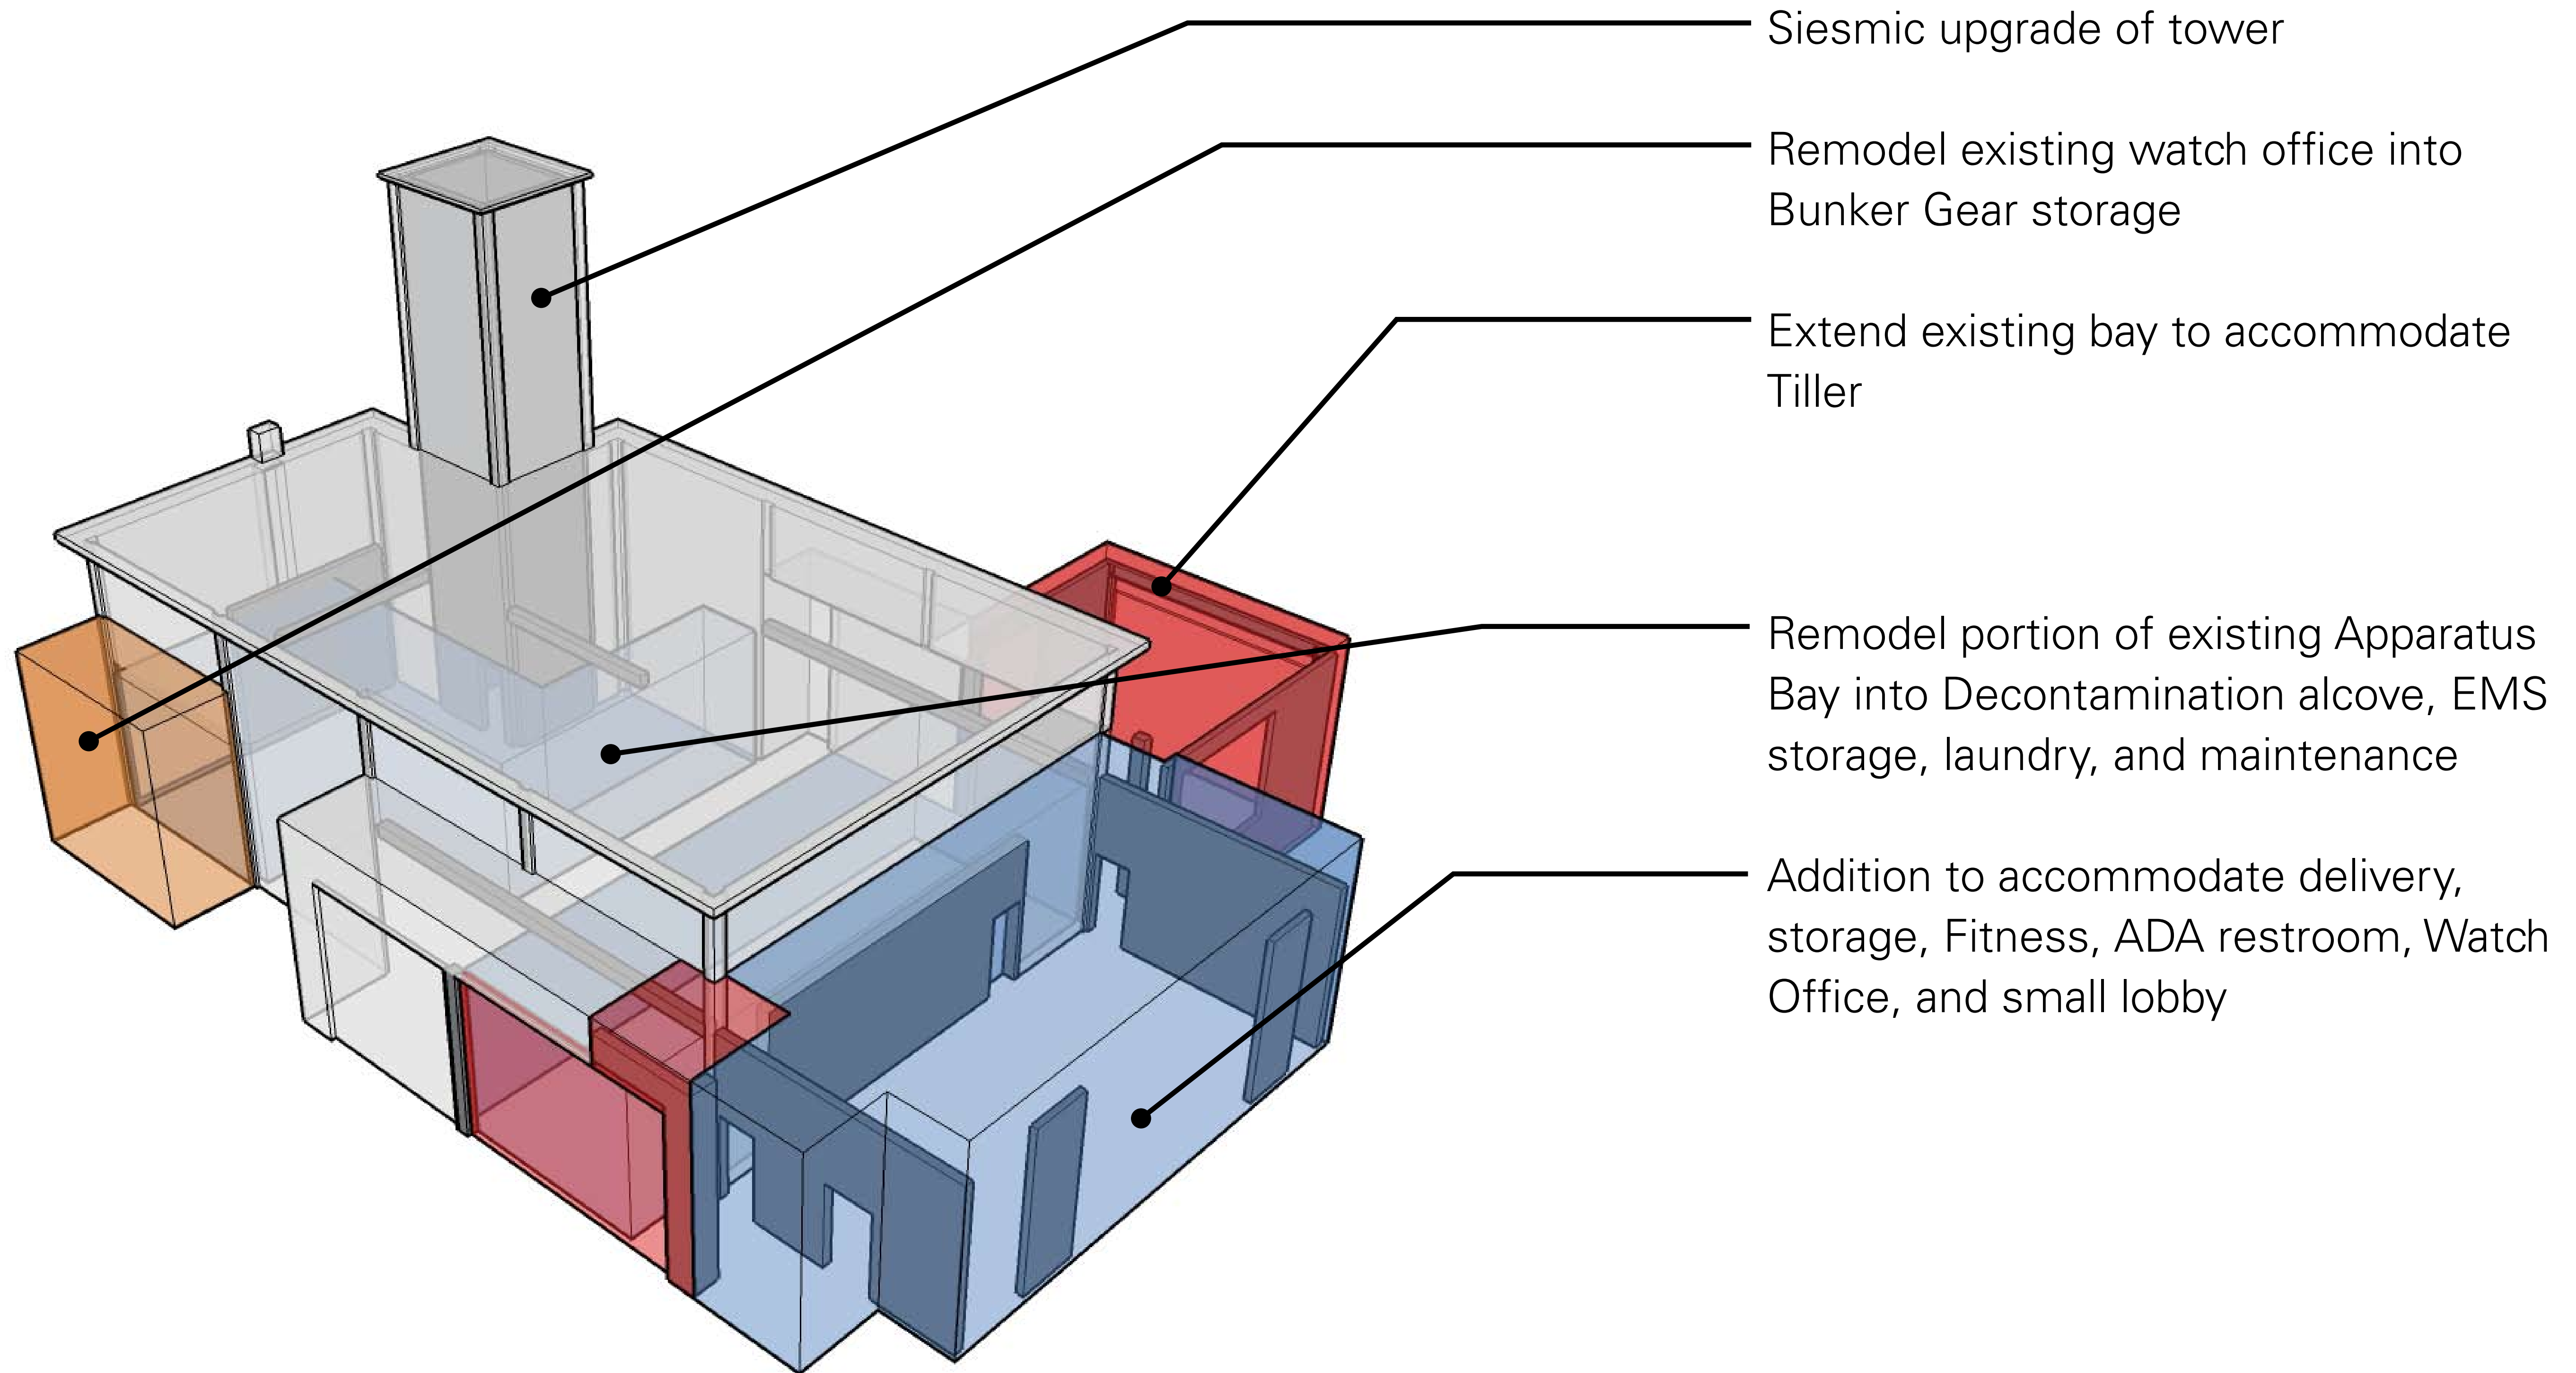 Siesmic upgrade of tower
Remodel existing watch office into
Bunker Gear storage
Extend existing bay to accommodate
Tiller
Remodel portion of existing Apparatus
Bay into Decontamination alcove, EMS
storage, laundry, and maintenance
Addition to accommodate delivery,
storage, Fitness, ADA restroom, Watch
Office, and small lobby